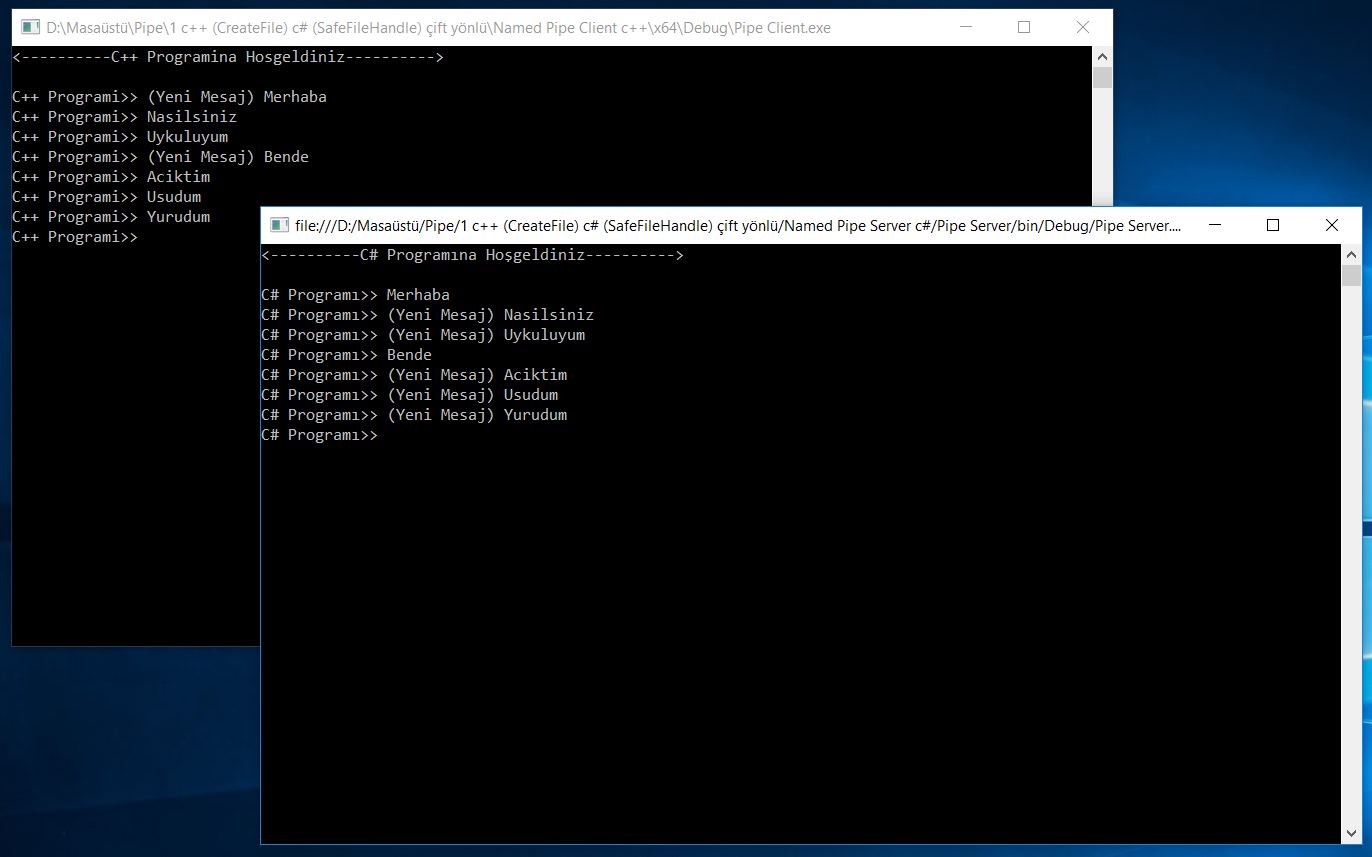 D:\Masaüstü\Pipe\1 c++ (CreateFile) c# (SafeFileHandle) çift yönlü\Named Pipe Client c++\x64\Debug\Pipe Client.exe
<----------C++ Programina Hosgeldiniz---------->
C++ Programi>> (Yeni Mesaj) Merhaba
C++ Programi>> Nasilsiniz
C++ Programi>> Uykuluyum
C++ Programi>> (Yeni Mesaj) Bende
C++ Programi>> Aciktim
C++ Programi>> Usudum
C++ Programi>> Yurudum
C++ Programi>>
file:///D:/Masaüstü/Pipe/1 c++ (CreateFile) c# (SafeFileHandle) çift yönlü/Named Pipe Server c#/Pipe Server/bin/Debug/Pipe Server....
<----------C# Programına Hoşgeldiniz---------->
C# Programı>> Merhaba
C# Programı>> (Yeni Mesaj) Nasilsiniz
C# Programı>> (Yeni Mesaj) Uykuluyum
C# Programı>> Bende
C# Programı>> (Yeni Mesaj) Aciktim
C# Programı>> (Yeni Mesaj) Usudum
C# Programı>> (Yeni Mesaj) Yurudum
C# Programı>>